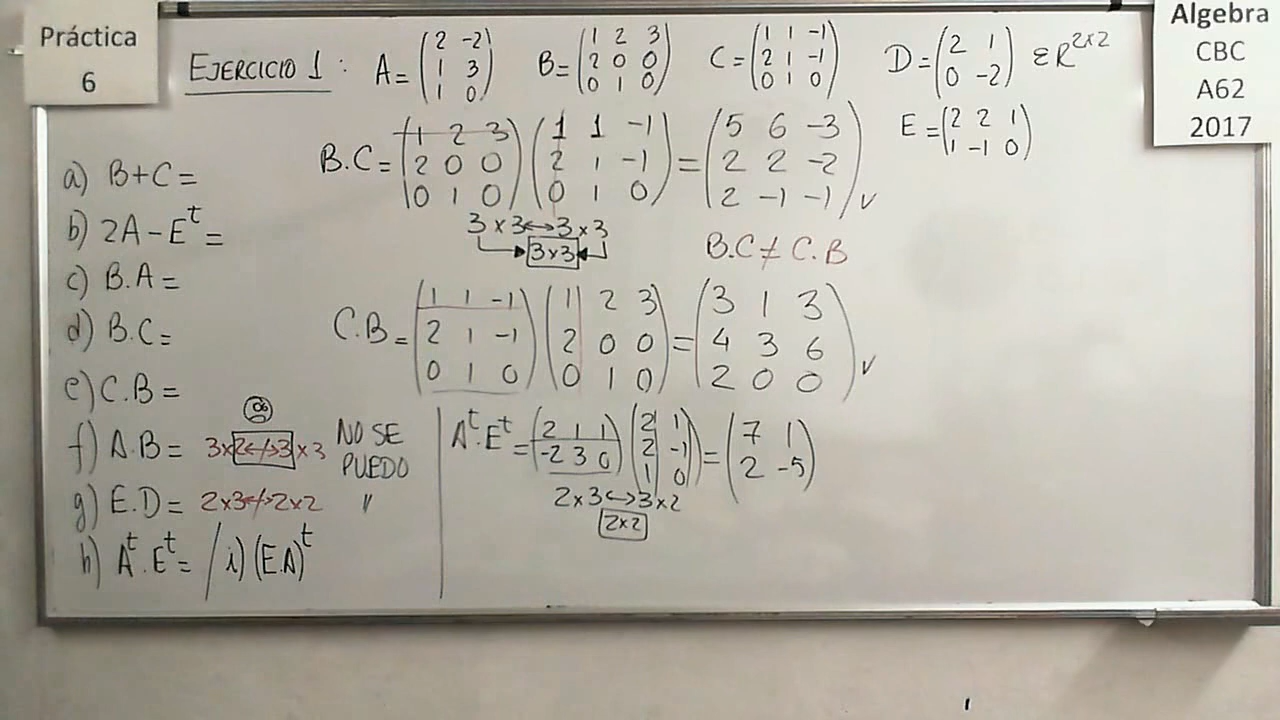 Práctica
6
Algebra
CBC
A62
2017
EJERCICIO 1 : A = (2 -2 / 1 3 / 1 0) B = (1 2 3 / 2 0 0 / 0 1 0) C = (1 1 -1 / 2 1 -1 / 0 1 0) D = (2 1 / 0 -2) ε R^2x2
E = (2 2 1 / 1 -1 0)
a) B+C =
b) 2A - E^t =
c) B.A =
d) B.C =
e) C.B =
f) A.B = 3x2<-/->3x3 NO SE PUEDO
g) E.D = 2x3<-/->2x2 "
h) A^t.E^t = / i) (E.A)^t
B.C = (1 2 3 / 2 0 0 / 0 1 0) (1 1 -1 / 2 1 -1 / 0 1 0) = (5 6 -3 / 2 2 -2 / 2 -1 -1) ✓
3x3<->3x3
3x3
B.C ≠ C.B
C.B = (1 1 -1 / 2 1 -1 / 0 1 0) (1 2 3 / 2 0 0 / 0 1 0) = (3 1 3 / 4 3 6 / 2 0 0) ✓
A^t.E^t = (2 1 1 / -2 3 0) (2 1 / 2 -1 / 1 0) = (7 1 / 2 -5)
2x3<->3x2
2x2